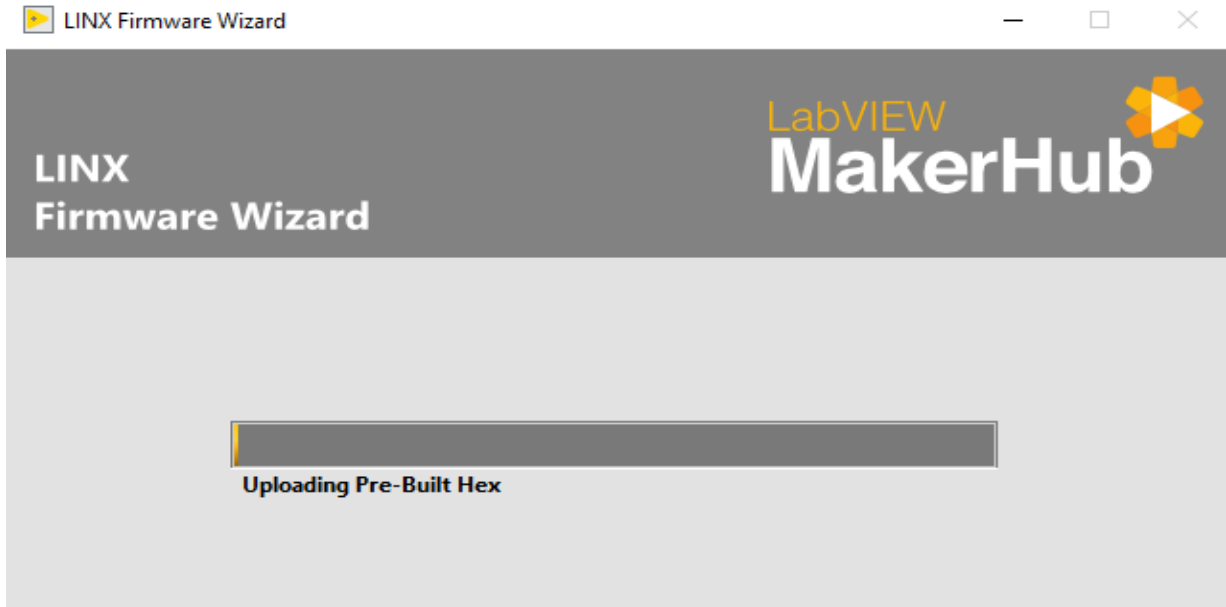 LINX Firmware Wizard
LabVIEW
MakerHub
LINX
Firmware Wizard
Uploading Pre-Built Hex